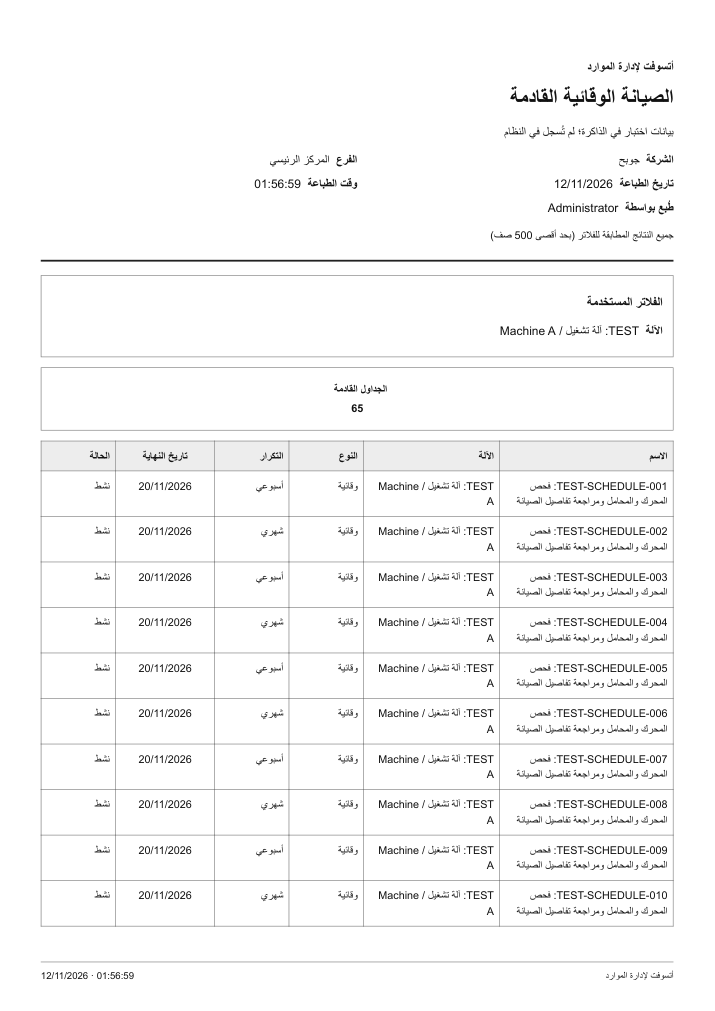 أتسوفت لإدارة الموارد
الصيانة الوقائية القادمة
بيانات اختبار في الذاكرة؛ لم تُسجل في النظام
الشركة جوبح
الفرع المركز الرئيسي
تاريخ الطباعة 12/11/2026
وقت الطباعة 01:56:59
طُبع بواسطة Administrator
جميع النتائج المطابقة للفلاتر (بحد أقصى 500 صف)
الفلاتر المستخدمة
الآلة TEST: آلة تشغيل / Machine A
الجداول القادمة
65
الاسم الآلة النوع التكرار تاريخ النهاية الحالة
TEST-SCHEDULE-001: فحص TEST: آلة تشغيل / Machine وقائية أسبوعي 20/11/2026 نشط
المحرك والمحامل ومراجعة تفاصيل الصيانة A
TEST-SCHEDULE-002: فحص TEST: آلة تشغيل / Machine وقائية شهري 20/11/2026 نشط
المحرك والمحامل ومراجعة تفاصيل الصيانة A
TEST-SCHEDULE-003: فحص TEST: آلة تشغيل / Machine وقائية أسبوعي 20/11/2026 نشط
المحرك والمحامل ومراجعة تفاصيل الصيانة A
TEST-SCHEDULE-004: فحص TEST: آلة تشغيل / Machine وقائية شهري 20/11/2026 نشط
المحرك والمحامل ومراجعة تفاصيل الصيانة A
TEST-SCHEDULE-005: فحص TEST: آلة تشغيل / Machine وقائية أسبوعي 20/11/2026 نشط
المحرك والمحامل ومراجعة تفاصيل الصيانة A
TEST-SCHEDULE-006: فحص TEST: آلة تشغيل / Machine وقائية شهري 20/11/2026 نشط
المحرك والمحامل ومراجعة تفاصيل الصيانة A
TEST-SCHEDULE-007: فحص TEST: آلة تشغيل / Machine وقائية أسبوعي 20/11/2026 نشط
المحرك والمحامل ومراجعة تفاصيل الصيانة A
TEST-SCHEDULE-008: فحص TEST: آلة تشغيل / Machine وقائية شهري 20/11/2026 نشط
المحرك والمحامل ومراجعة تفاصيل الصيانة A
TEST-SCHEDULE-009: فحص TEST: آلة تشغيل / Machine وقائية أسبوعي 20/11/2026 نشط
المحرك والمحامل ومراجعة تفاصيل الصيانة A
TEST-SCHEDULE-010: فحص TEST: آلة تشغيل / Machine وقائية شهري 20/11/2026 نشط
المحرك والمحامل ومراجعة تفاصيل الصيانة A
أتسوفت لإدارة الموارد
12/11/2026 · 01:56:59